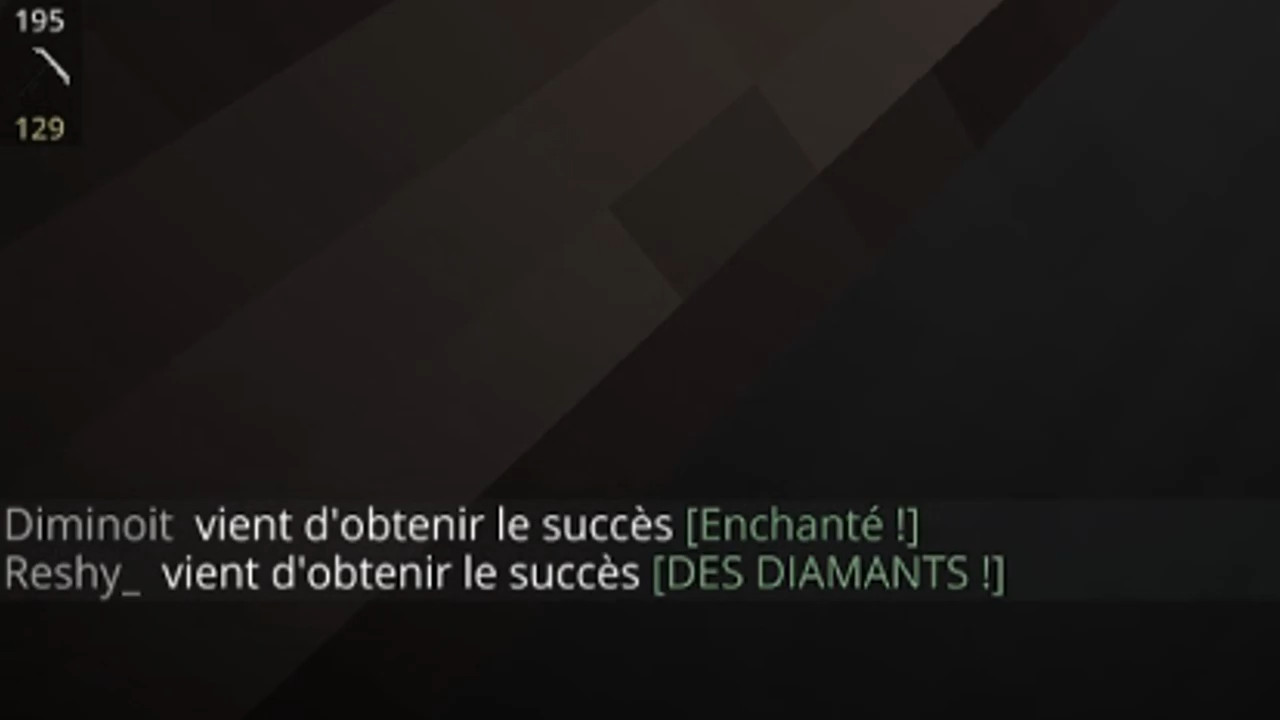 195
129
Diminoit vient d'obtenir le succès [Enchanté !]
Reshy_ vient d'obtenir le succès [DES DIAMANTS !]